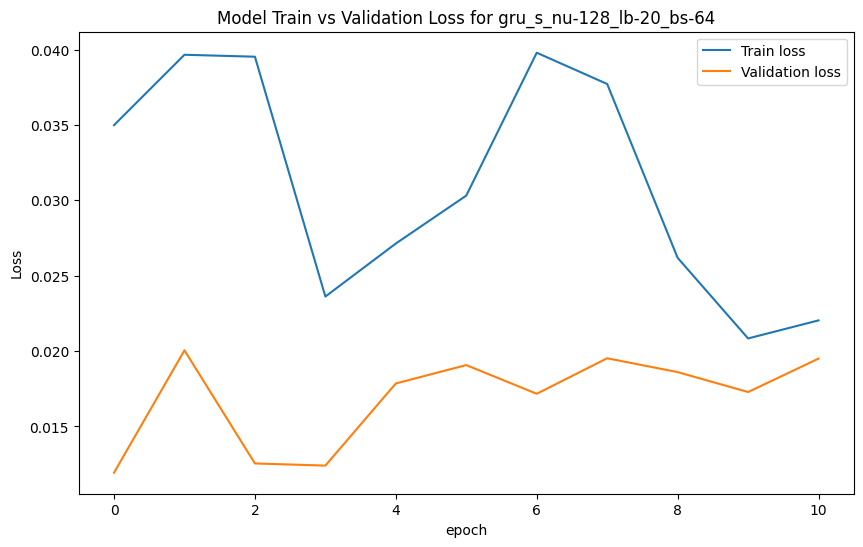 Model Train vs Validation Loss for gru_s_nu-128_lb-20_bs-64
Train loss
Validation loss
0.040
0.035
0.030
0.025
0.020
0.015
Loss
0 2 4 6 8 10
epoch